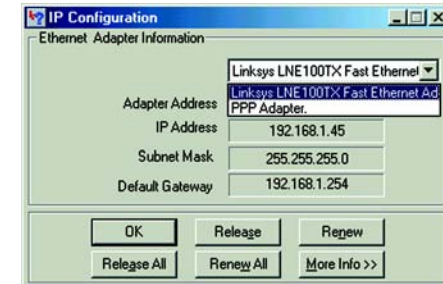 IP Configuration
Ethernet Adapter Information
Linksys LNE100TX Fast Ethernet
Linksys LNE100TX Fast Ethernet Ad
PPP Adapter.
Adapter Address
IP Address 192.168.1.45
Subnet Mask 255.255.255.0
Default Gateway 192.168.1.254
OK Release Renew
Release All Renew All More Info >>